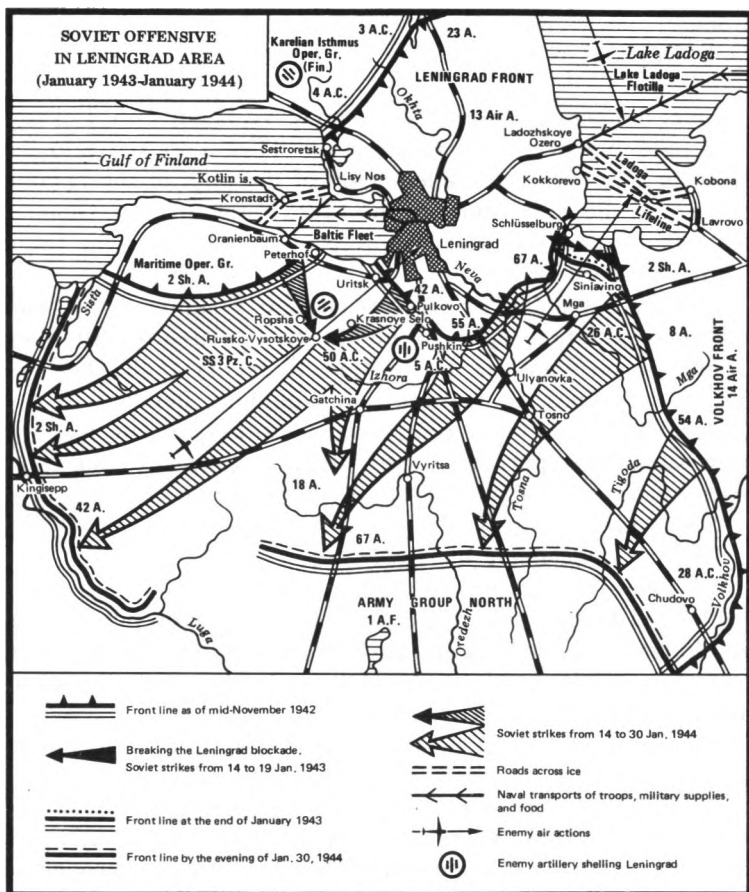 SOVIET OFFENSIVE
IN LENINGRAD AREA
(January 1943-January 1944)
3 A.C.
23 A.
Karelian Isthmus
Oper. Gr.
(Fin.)
4 A.C.
Okhta
LENINGRAD FRONT
13 Air A.
Lake Ladoga
Lake Ladoga
Flotilla
Ladozhskoye
Ozero
Gulf of Finland
Sestroretsk
Lisy Nos
Kotlin is.
Kronstadt
Kokkorevo
Ladoga
Lifeline
Kobona
Lavrovo
Schlüsselburg
Oranienbaum
Baltic Fleet
Leningrad
Peterhof
Maritime Oper. Gr.
2 Sh. A.
Uritsk
Neva
67 A.
2 Sh. A.
Siniavino
Sista
42 A.
Pulkovo
Mga
Ropsha
Krasnoye Selo
55 A.
26 A.C.
8 A.
Russko-Vysotskoye
50 A.C.
Pushkin
SS 3 Pz. C.
5 A.C.
Izhora
Ulyanovka
Mga
VOLKHOV FRONT
14 Air A.
Gatchina
Tosno
2 Sh. A.
54 A.
Kingisepp
18 A.
Vyritsa
Tosna
Tigoda
42 A.
67 A.
28 A.C.
Chudovo
Volkhov
ARMY GROUP NORTH
1 A.F.
Luga
Oredezh
Front line as of mid-November 1942
Breaking the Leningrad blockade.
Soviet strikes from 14 to 19 Jan. 1943
Front line at the end of January 1943
Front line by the evening of Jan. 30, 1944
Soviet strikes from 14 to 30 Jan. 1944
Roads across ice
Naval transports of troops, military supplies,
and food
Enemy air actions
Enemy artillery shelling Leningrad